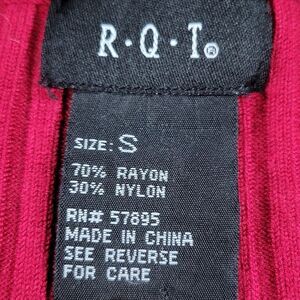 R·Q·T®
SIZE: S
70% RAYON
30% NYLON
RN# 57895
MADE IN CHINA
SEE REVERSE
FOR CARE